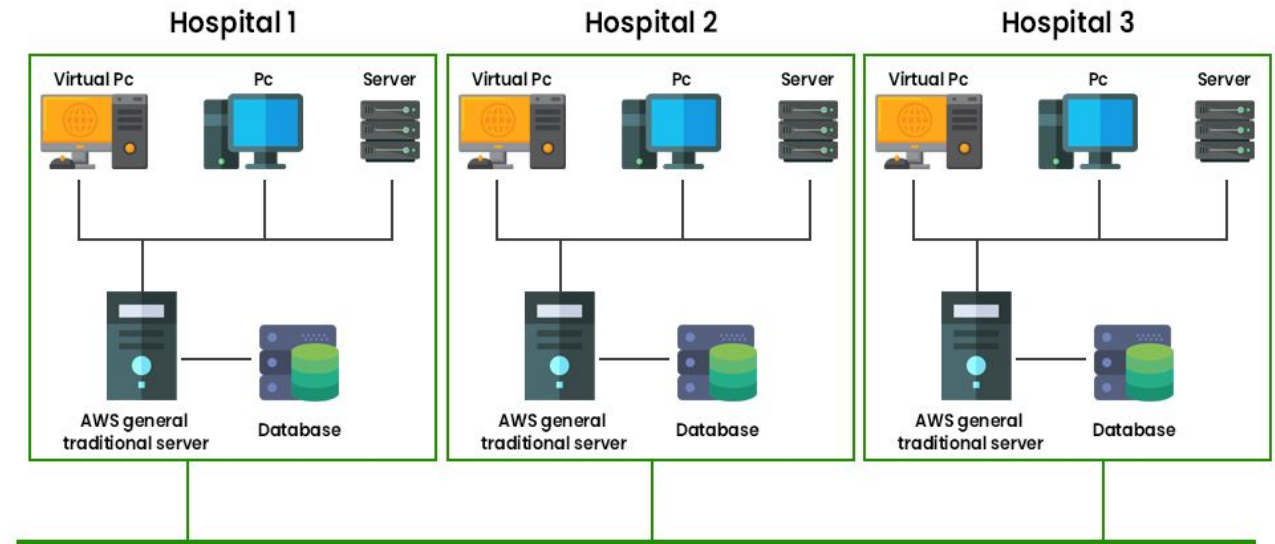 Hospital 1
Hospital 2
Hospital 3
Virtual Pc
Pc
Server
Virtual Pc
Pc
Server
Virtual Pc
Pc
Server
AWS general
traditional server
Database
AWS general
traditional server
Database
AWS general
traditional server
Database